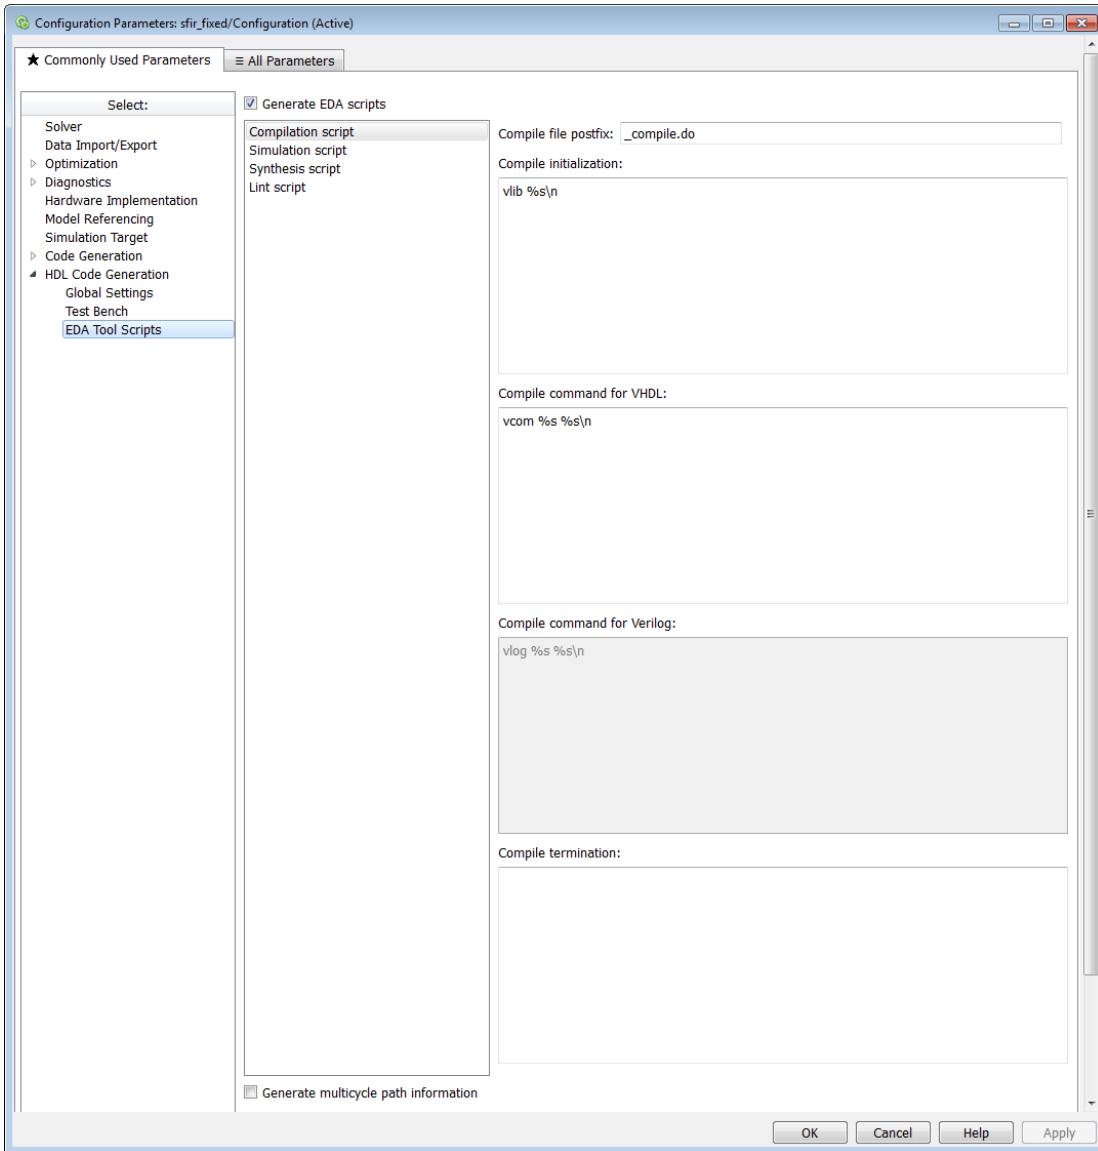 Configuration Parameters: sfir_fixed/Configuration (Active)
★ Commonly Used Parameters
≡ All Parameters
Select:
Solver
Data Import/Export
Optimization
Diagnostics
Hardware Implementation
Model Referencing
Simulation Target
Code Generation
HDL Code Generation
Global Settings
Test Bench
EDA Tool Scripts
Generate EDA scripts
Compilation script
Simulation script
Synthesis script
Lint script
Compile file postfix: _compile.do
Compile initialization:
vlib %s\n
Compile command for VHDL:
vcom %s %s\n
Compile command for Verilog:
vlog %s %s\n
Compile termination:
Generate multicycle path information
OK Cancel Help Apply